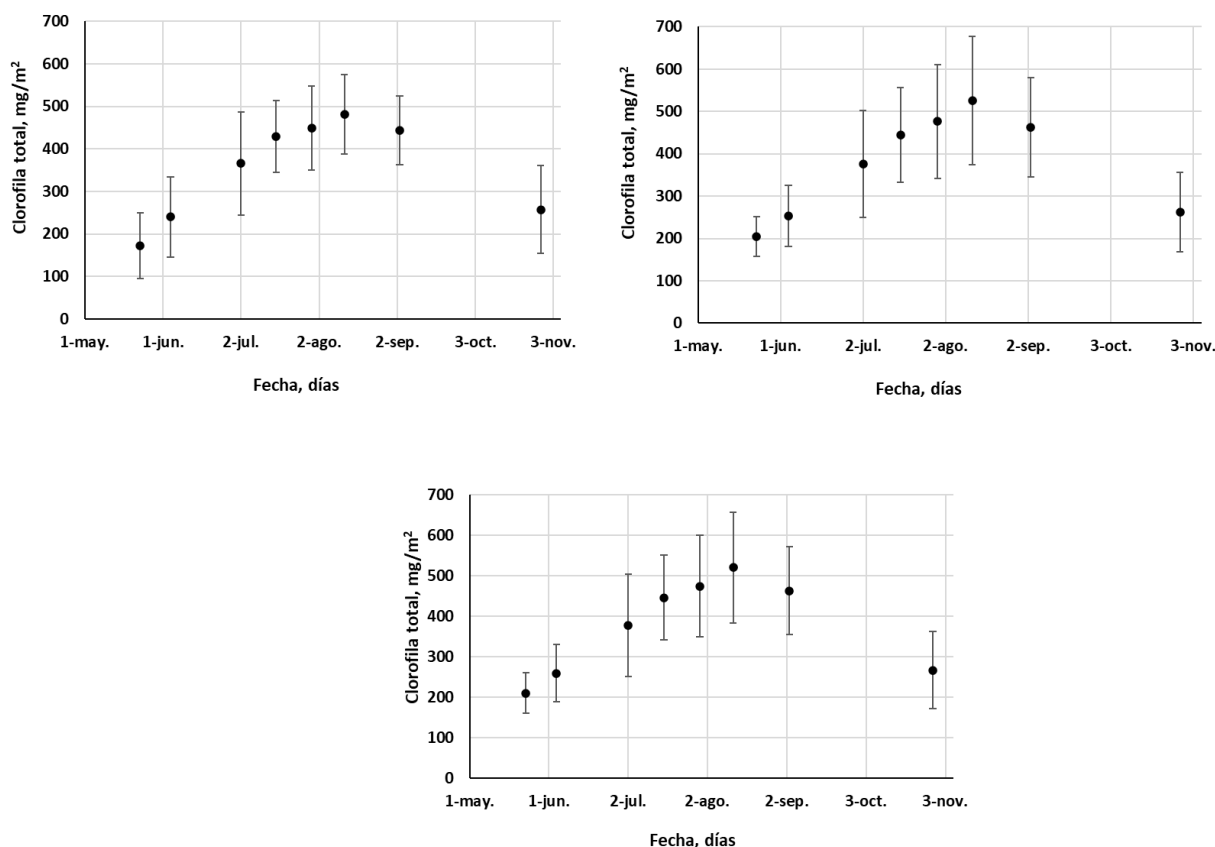 Clorofila total, mg/m²
700
600
500
400
300
200
100
0
1-may. 1-jun. 2-jul. 2-ago. 2-sep. 3-oct. 3-nov.
Fecha, días
Clorofila total, mg/m²
700
600
500
400
300
200
100
0
1-may. 1-jun. 2-jul. 2-ago. 2-sep. 3-oct. 3-nov.
Fecha, días
Clorofila total, mg/m²
700
600
500
400
300
200
100
0
1-may. 1-jun. 2-jul. 2-ago. 2-sep. 3-oct. 3-nov.
Fecha, días